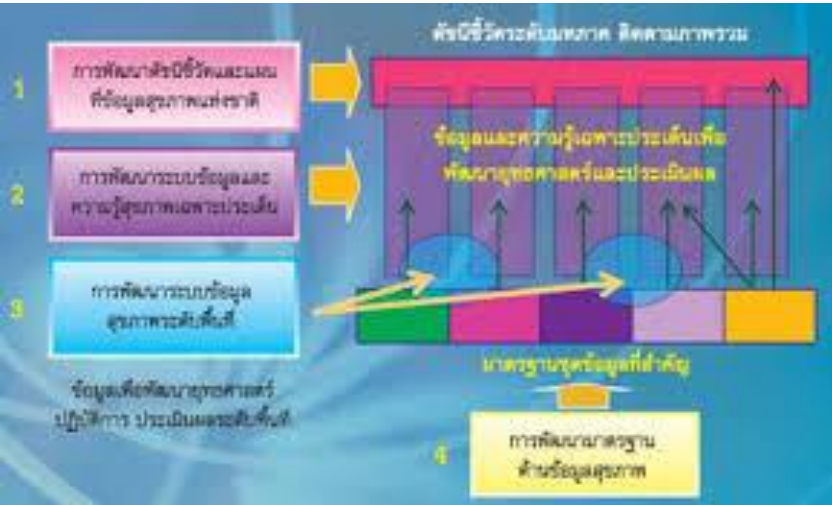 ดัชนีชี้วัดระดับมหภาค ติดตามภาพรวม
1
การพัฒนาดัชนีชี้วัดและแผน
ที่ข้อมูลสุขภาพแห่งชาติ
ข้อมูลและความรู้เฉพาะประเด็นเพื่อ
พัฒนายุทธศาสตร์และประเมินผล
2
การพัฒนาระบบข้อมูลและ
ความรู้สุขภาพเฉพาะประเด็น
3
การพัฒนาระบบข้อมูล
สุขภาพระดับพื้นที่
มาตรฐานชุดข้อมูลที่สำคัญ
ข้อมูลเพื่อพัฒนายุทธศาสตร์
ปฏิบัติการ ประเมินผลระดับพื้นที่
4
การพัฒนามาตรฐาน
ด้านข้อมูลสุขภาพ